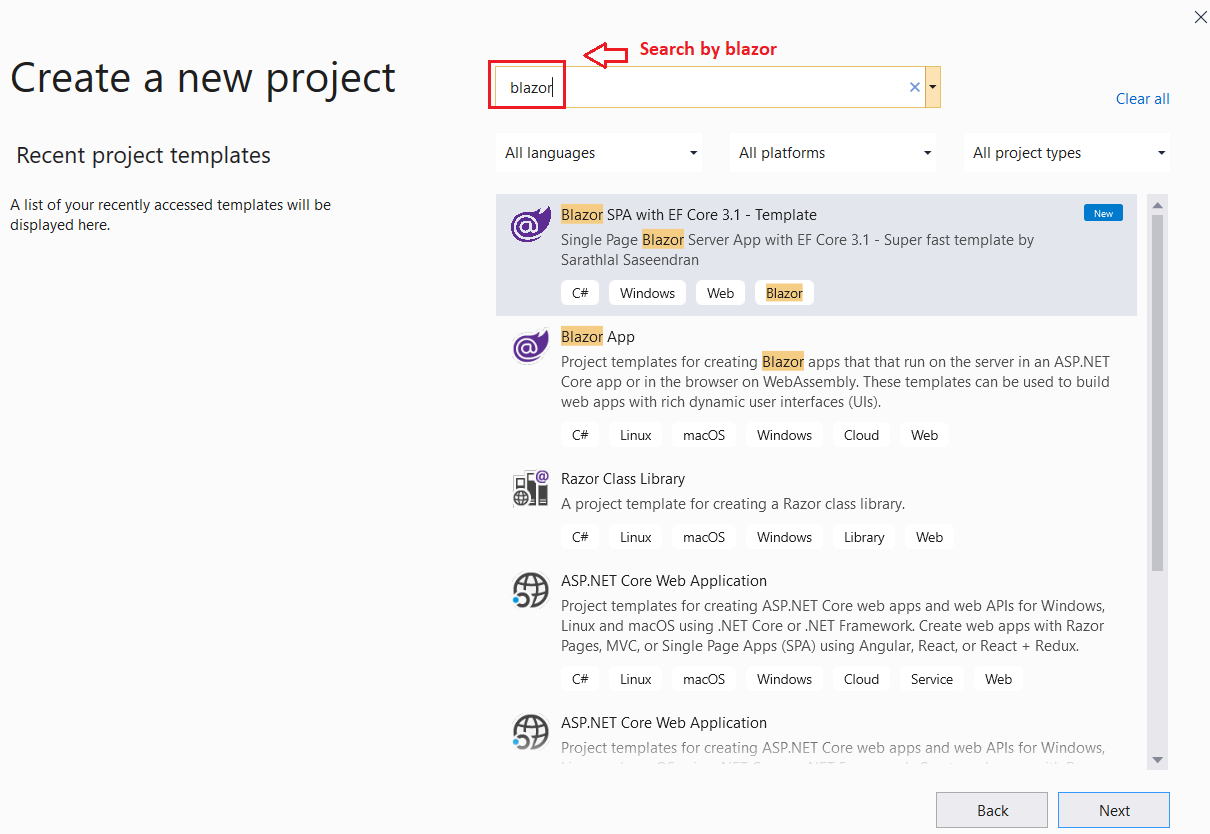 Create a new project
Search by blazor
blazor
Clear all
Recent project templates
A list of your recently accessed templates will be
displayed here.
All languages
All platforms
All project types
Blazor SPA with EF Core 3.1 - Template
New
Single Page Blazor Server App with EF Core 3.1 - Super fast template by
Sarathlal Saseendran
C# Windows Web Blazor
Blazor App
Project templates for creating Blazor apps that that run on the server in an ASP.NET
Core app or in the browser on WebAssembly. These templates can be used to build
web apps with rich dynamic user interfaces (UIs).
C# Linux macOS Windows Cloud Web
Razor Class Library
A project template for creating a Razor class library.
C# Linux macOS Windows Library Web
ASP.NET Core Web Application
Project templates for creating ASP.NET Core web apps and web APIs for Windows,
Linux and macOS using .NET Core or .NET Framework. Create web apps with Razor
Pages, MVC, or Single Page Apps (SPA) using Angular, React, or React + Redux.
C# Linux macOS Windows Cloud Service Web
ASP.NET Core Web Application
Project templates for creating ASP.NET Core web apps and web APIs for Windows,
Back
Next